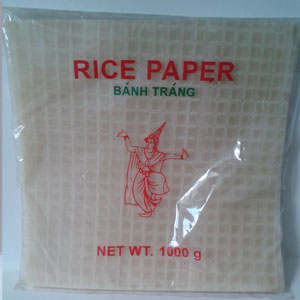 RICE PAPER
BÁNH TRÁNG
NET WT. 1000 g